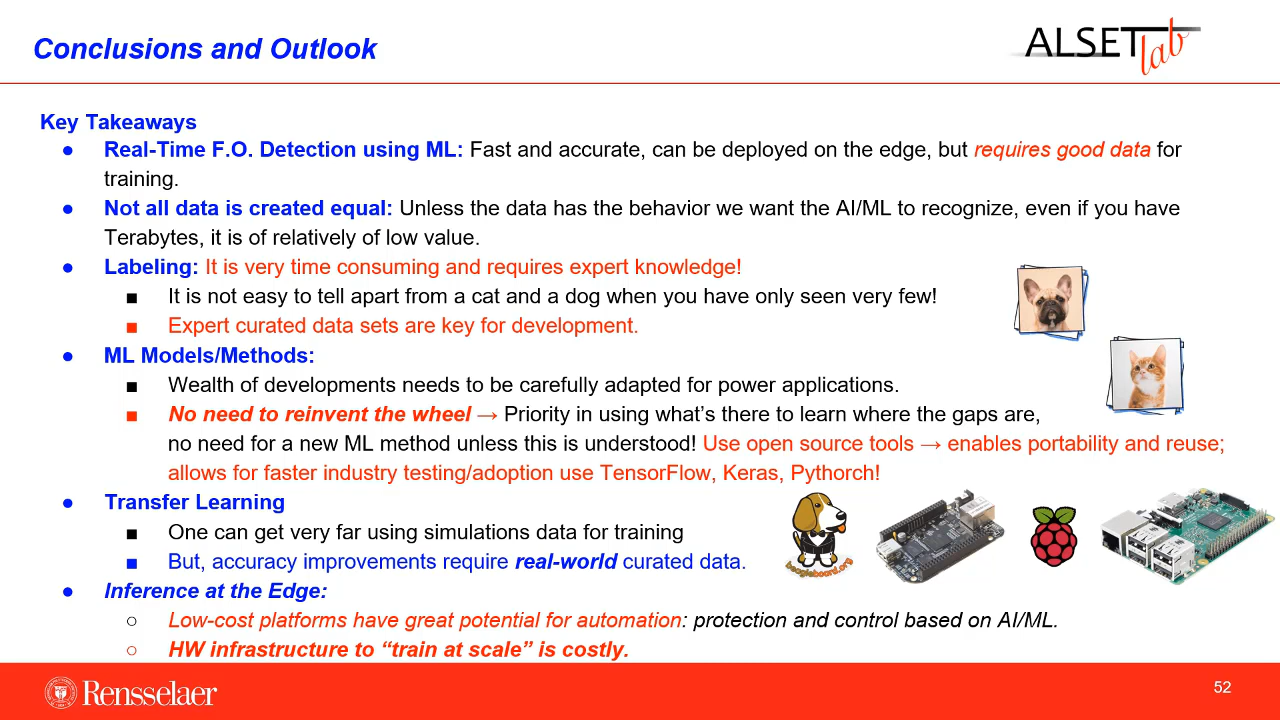 Conclusions and Outlook
ALSET lab
Key Takeaways
● Real-Time F.O. Detection using ML: Fast and accurate, can be deployed on the edge, but requires good data for
training.
● Not all data is created equal: Unless the data has the behavior we want the AI/ML to recognize, even if you have
Terabytes, it is of relatively of low value.
● Labeling: It is very time consuming and requires expert knowledge!
■ It is not easy to tell apart from a cat and a dog when you have only seen very few!
■ Expert curated data sets are key for development.
● ML Models/Methods:
■ Wealth of developments needs to be carefully adapted for power applications.
■ No need to reinvent the wheel → Priority in using what’s there to learn where the gaps are,
no need for a new ML method unless this is understood! Use open source tools → enables portability and reuse;
allows for faster industry testing/adoption use TensorFlow, Keras, Pythorch!
● Transfer Learning
■ One can get very far using simulations data for training
■ But, accuracy improvements require real-world curated data.
beagleboard.org
● Inference at the Edge:
○ Low-cost platforms have great potential for automation: protection and control based on AI/ML.
○ HW infrastructure to “train at scale” is costly.
Rensselaer
52